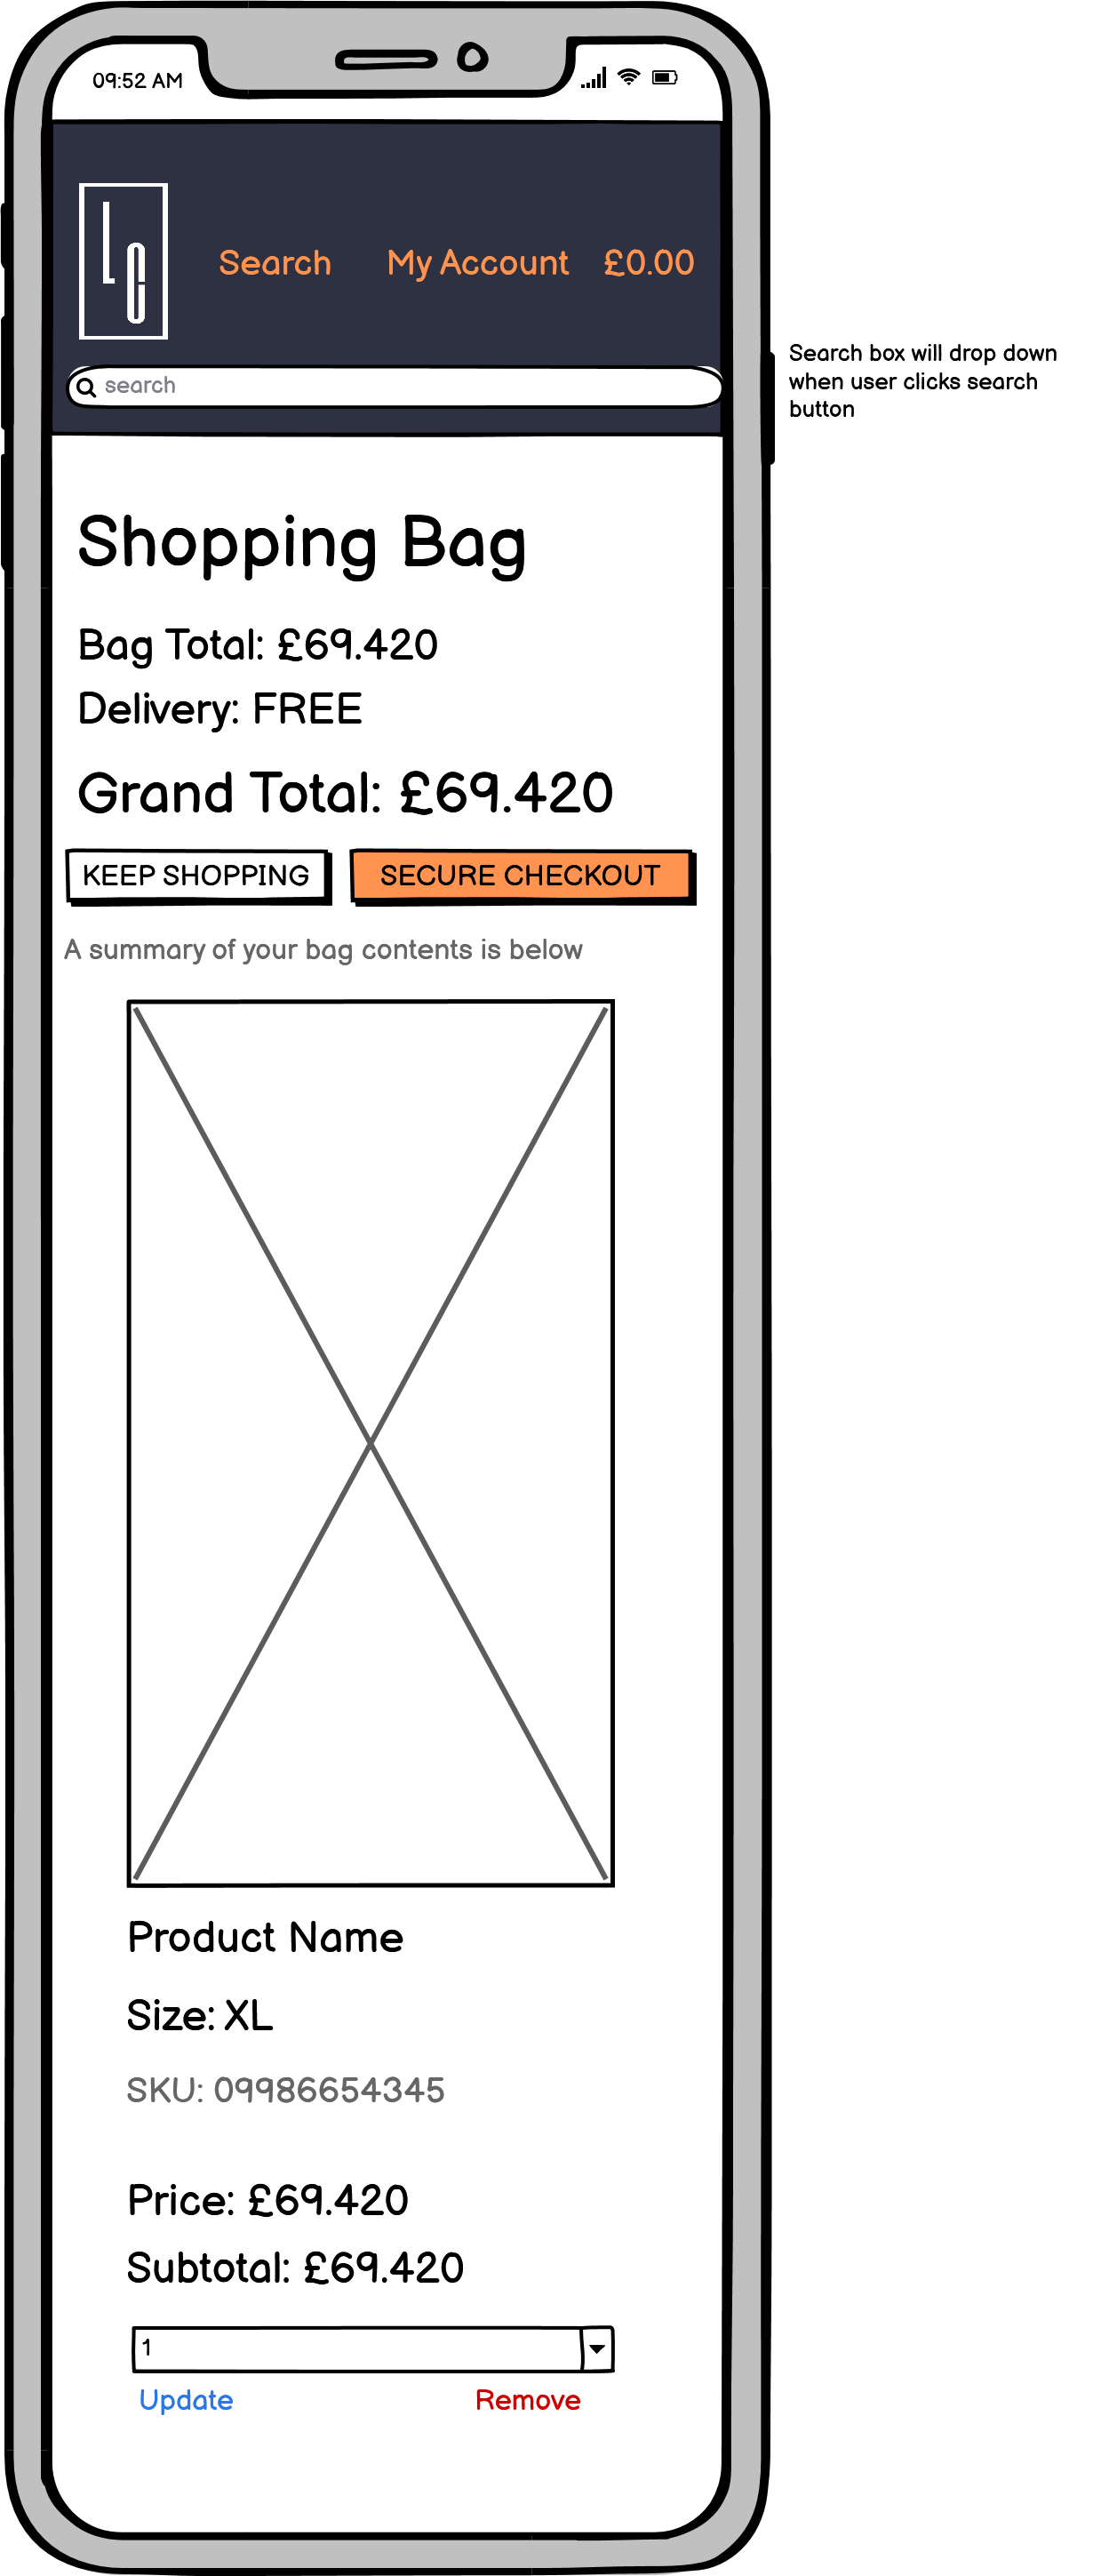 09:52 AM
LG
Search My Account £0.00
search
Search box will drop down
when user clicks search
button
Shopping Bag
Bag Total: £69.420
Delivery: FREE
Grand Total: £69.420
KEEP SHOPPING SECURE CHECKOUT
A summary of your bag contents is below
Product Name
Size: XL
SKU: 09986654345
Price: £69.420
Subtotal: £69.420
1
Update Remove